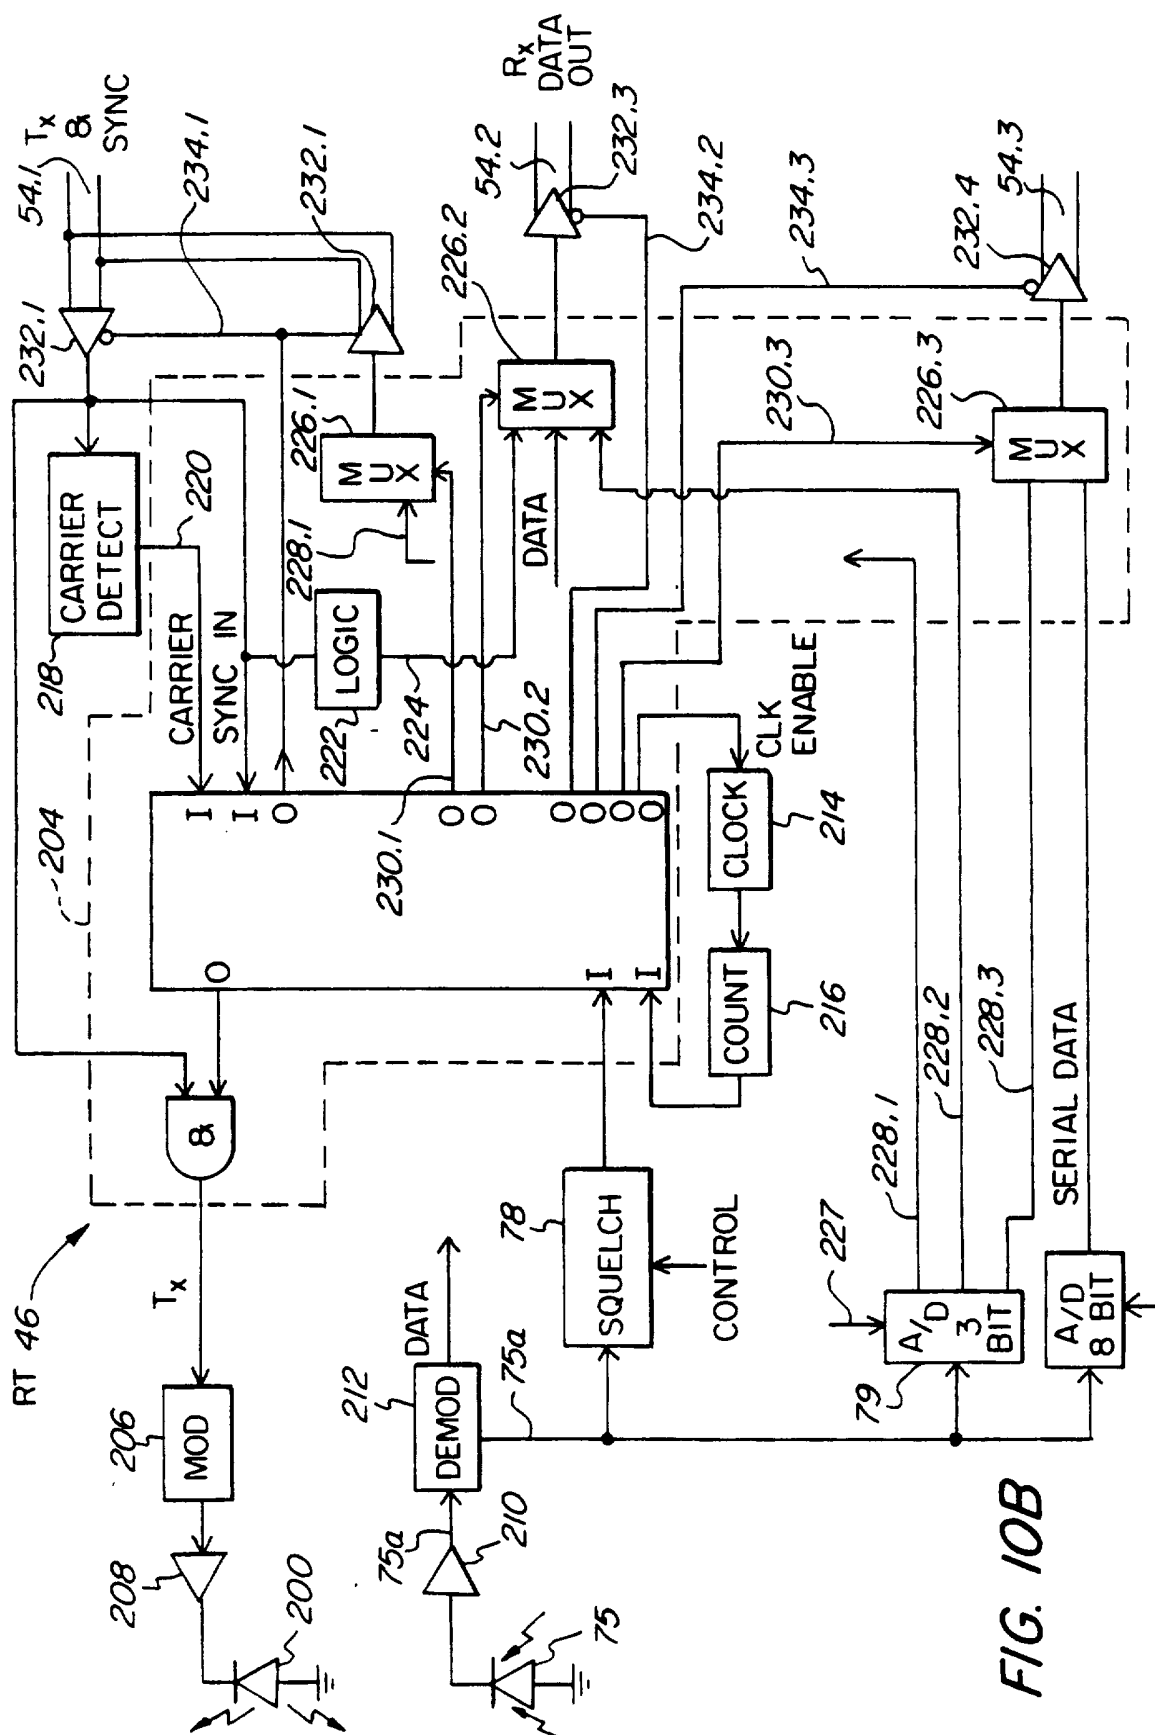 RT 46
204
218
CARRIER
DETECT
220
CARRIER
SYNC IN
232.1
54.1
Tx
&
SYNC
234.1
232.1
226.1
MUX
228.1
222
LOGIC
224
230.1
230.2
226.2
MUX
DATA
54.2
Rx
DATA
OUT
232.3
234.2
234.3
232.4
54.3
230.3
226.3
MUX
I
I
O
O
O
O
O
O
O
O
I
I
CLK
ENABLE
CLOCK
214
COUNT
216
&
Tx
206
MOD
208
200
DATA
212
DEMOD
75a
75a
210
75
78
SQUELCH
CONTROL
227
79
A/D
3
BIT
228.1
228.2
228.3
SERIAL DATA
A/D
8 BIT
FIG. 10B